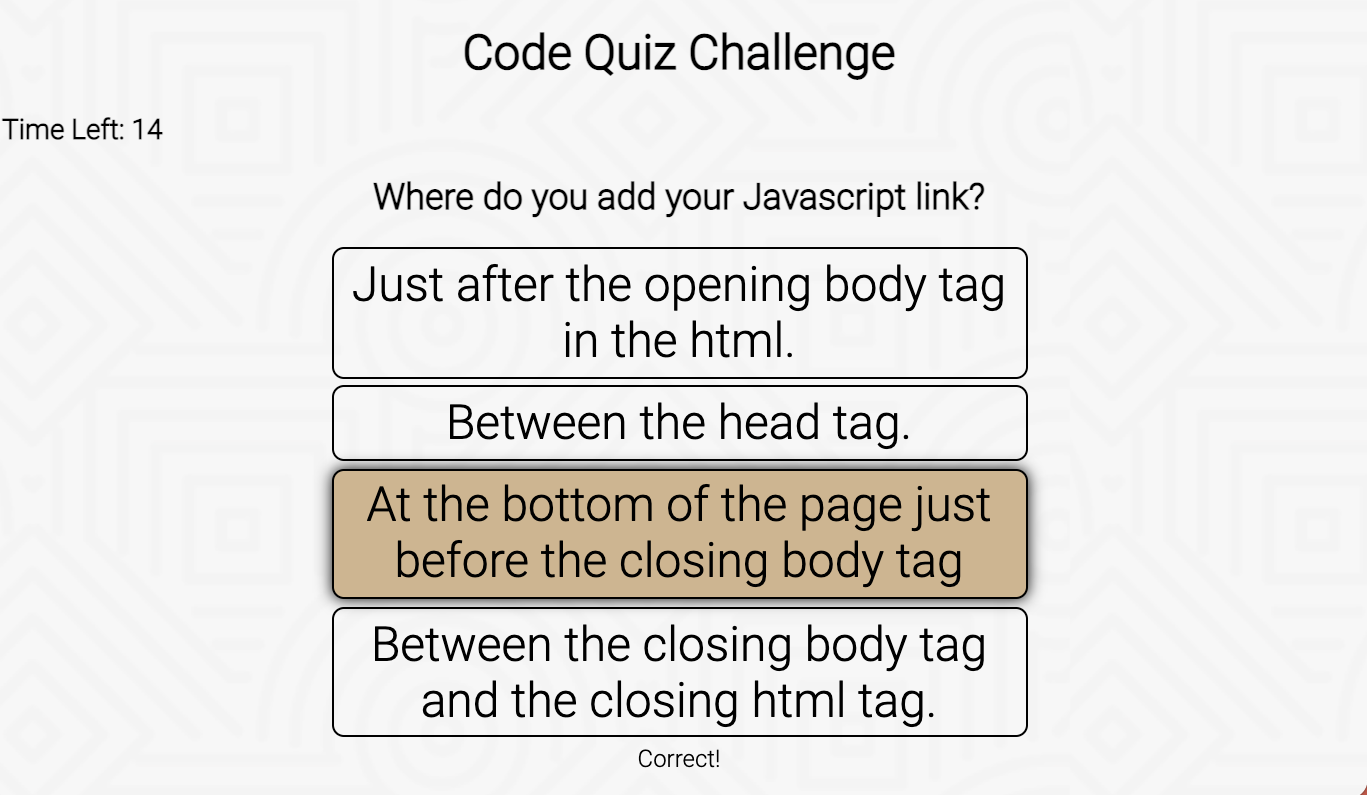 Code Quiz Challenge
Time Left: 14
Where do you add your Javascript link?
Just after the opening body tag
in the html.
Between the head tag.
At the bottom of the page just
before the closing body tag
Between the closing body tag
and the closing html tag.
Correct!